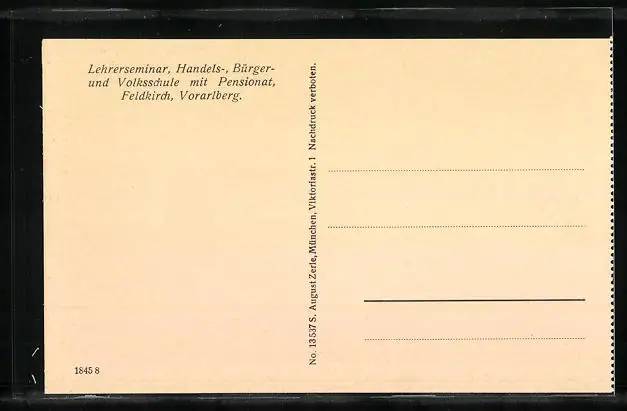 Lehrerseminar, Handels-, Bürger-
und Volksschule mit Pensionat,
Feldkirch, Vorarlberg.
No. 13537 S. August Zerle, München, Viktoriastr. 1 Nachdruck verboten.
1845 8